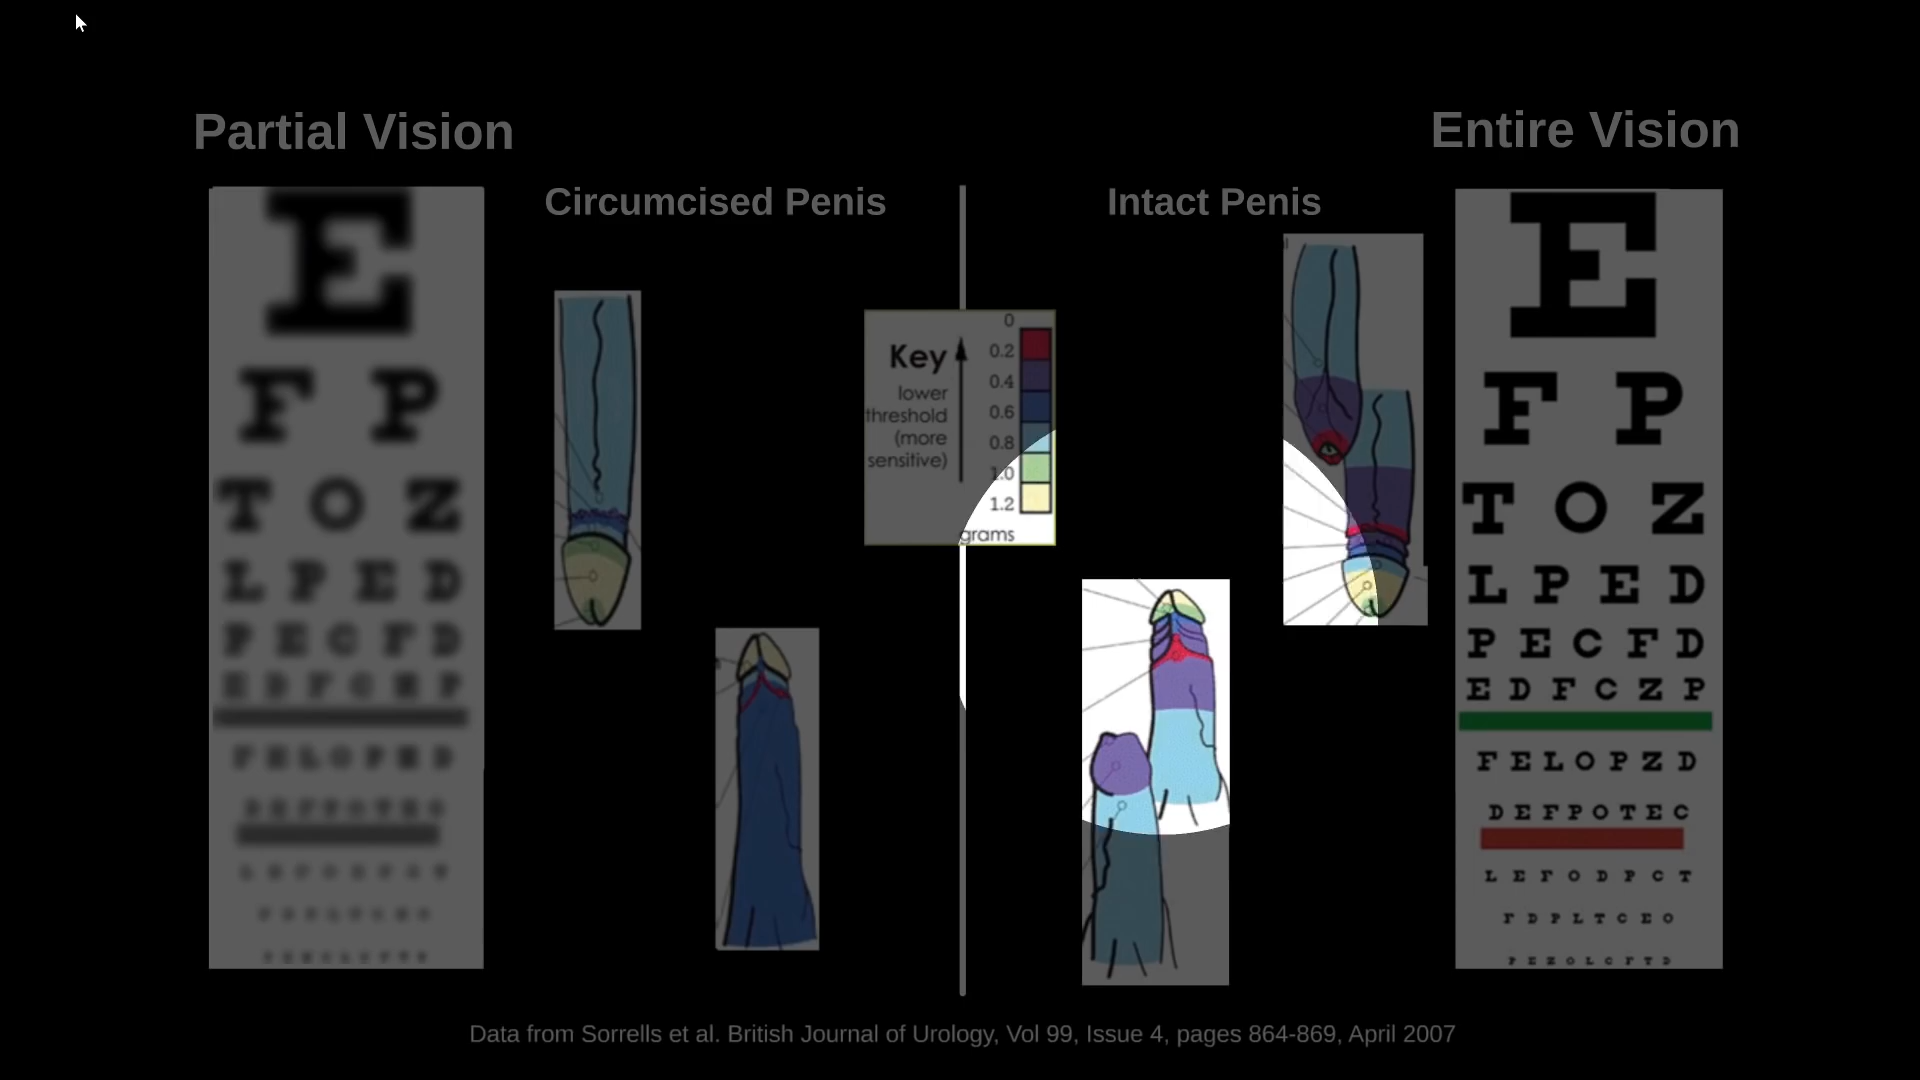 Partial Vision
Entire Vision
Circumcised Penis
Intact Penis
E
F P
T O Z
L P E D
P E C F D
E D F C Z P
F E L O P Z D
Key
lower
threshold
(more
sensitive)
0
0.2
0.4
0.6
0.8
1.0
1.2
grams
E
F P
T O Z
L P E D
P E C F D
E D F C Z P
F E L O P Z D
D E F P O T E C
L E F O D P C T
F D P L T C E O
P E Z O L C F T D
Data from Sorrells et al. British Journal of Urology, Vol 99, Issue 4, pages 864-869, April 2007